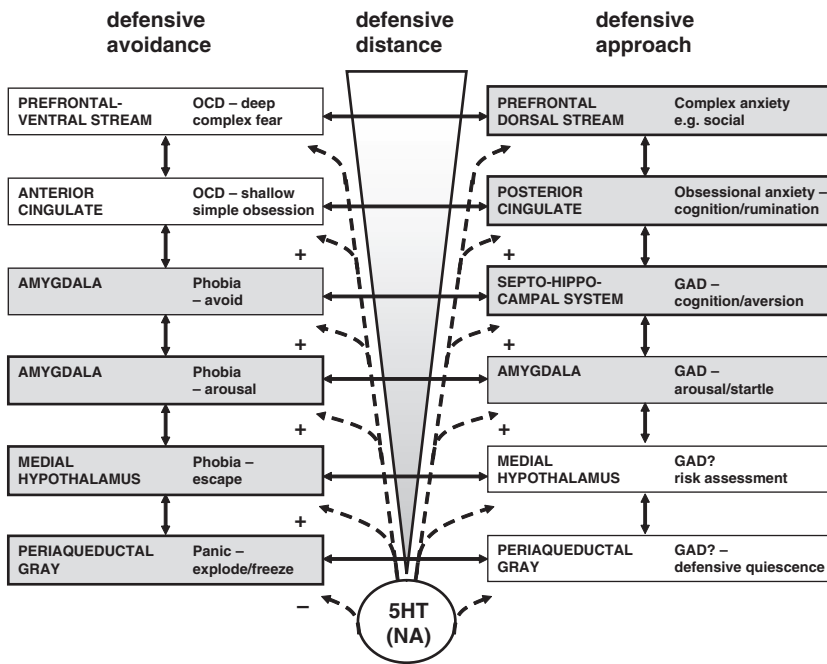 defensive
avoidance
defensive
distance
defensive
approach
PREFRONTAL-
VENTRAL STREAM
OCD – deep
complex fear
PREFRONTAL
DORSAL STREAM
Complex anxiety
e.g. social
ANTERIOR
CINGULATE
OCD – shallow
simple obsession
POSTERIOR
CINGULATE
Obsessional anxiety –
cognition/rumination
+
+
AMYGDALA
Phobia
– avoid
SEPTO-HIPPO-
CAMPAL SYSTEM
GAD –
cognition/aversion
+
+
AMYGDALA
Phobia
– arousal
AMYGDALA
GAD –
arousal/startle
+
+
MEDIAL
HYPOTHALAMUS
Phobia –
escape
MEDIAL
HYPOTHALAMUS
GAD?
risk assessment
+
PERIAQUEDUCTAL
GRAY
Panic –
explode/freeze
PERIAQUEDUCTAL
GRAY
GAD? –
defensive quiescence
–
5HT
(NA)